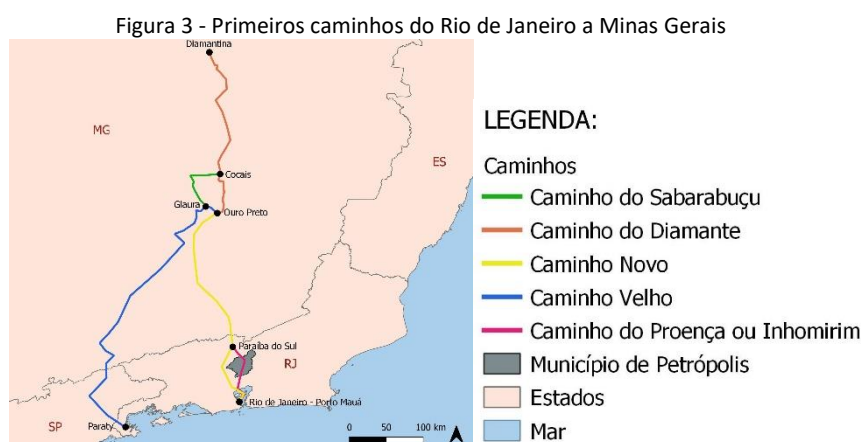 Figura 3 - Primeiros caminhos do Rio de Janeiro a Minas Gerais
Diamantina
MG
ES
Cocais
Glaura
Ouro Preto
Paraíba do Sul
RJ
Rio de Janeiro - Porto Mauá
Paraty
SP
0 50 100 km
LEGENDA:
Caminhos
Caminho do Sabarabuçu
Caminho do Diamante
Caminho Novo
Caminho Velho
Caminho do Proença ou Inhomirim
Município de Petrópolis
Estados
Mar